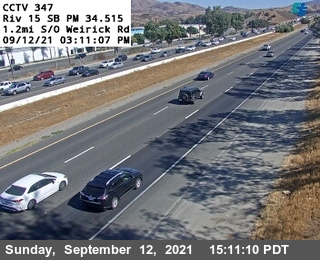 CCTV 347
Riv 15 SB PM 34.515
1.2mi S/O Weirick Rd
09/12/21 03:11:07 PM
Sunday, September 12, 2021 15:11:10 PDT